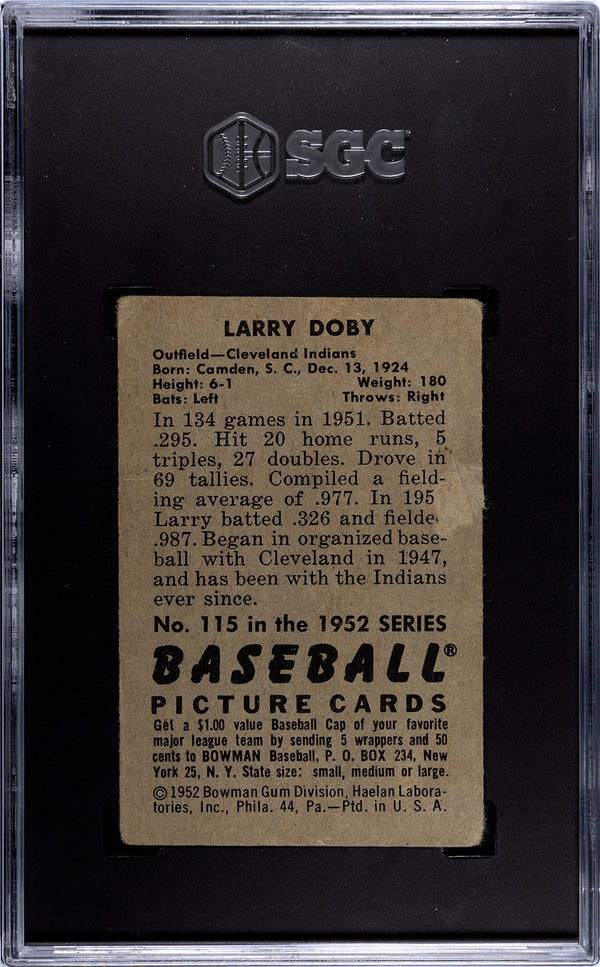 SGC
LARRY DOBY
Outfield—Cleveland Indians
Born: Camden, S. C., Dec. 13, 1924
Height: 6-1 Weight: 180
Bats: Left Throws: Right
In 134 games in 1951. Batted
.295. Hit 20 home runs, 5
triples, 27 doubles. Drove in
69 tallies. Compiled a field-
ing average of .977. In 195
Larry batted .326 and fielde
.987. Began in organized base-
ball with Cleveland in 1947,
and has been with the Indians
ever since.
No. 115 in the 1952 SERIES
BASEBALL®
PICTURE CARDS
Get a $1.00 value Baseball Cap of your favorite
major league team by sending 5 wrappers and 50
cents to BOWMAN Baseball, P. O. BOX 234, New
York 25, N. Y. State size: small, medium or large.
©1952 Bowman Gum Division, Haelan Labora-
tories, Inc., Phila. 44, Pa.—Ptd. in U. S. A.